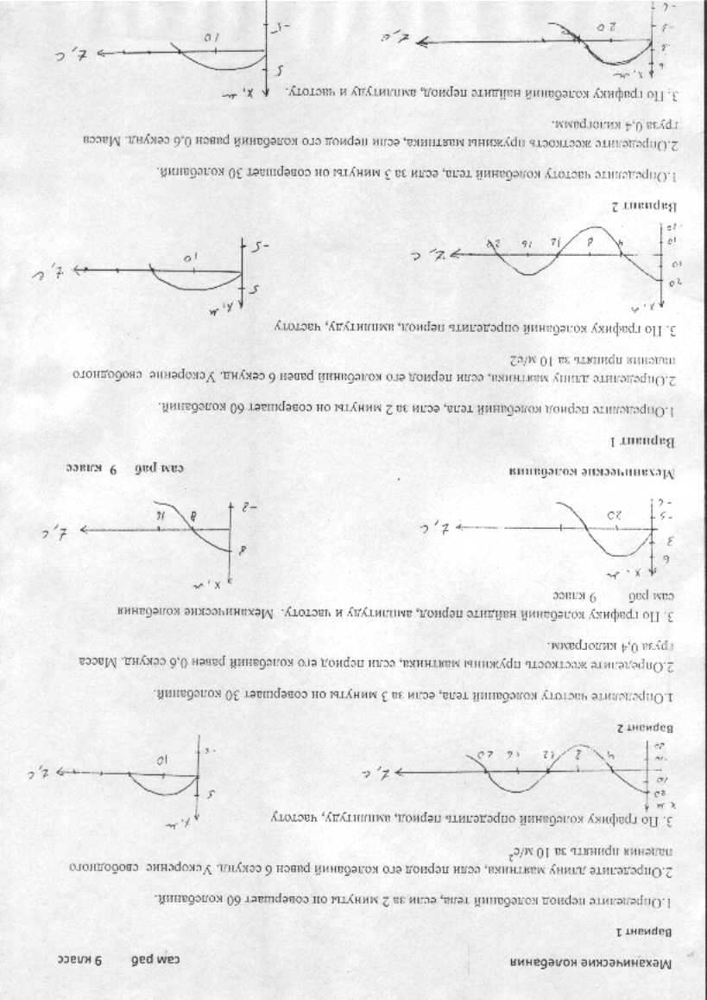 Механические колебания сам раб 9 класс
Вариант 1
1.Определите период колебаний тела, если за 2 минуты он совершает 60 колебаний.
2.Определите длину маятника, если период его колебаний равен 6 секунд. Ускорение свободного
падения принять за 10 м/с²
3. По графику колебаний определить период, амплитуду, частоту
x, м
20
10
-10
20
4 2 12 16 20 t, c
x, м
5
-5
10 t, c
Вариант 2
1.Определите частоту колебаний тела, если за 3 минуты он совершает 30 колебаний.
2.Определите жесткость пружины маятника, если период его колебаний равен 0,6 секунд. Масса
груза 0,4 килограмм.
3. По графику колебаний найдите период, амплитуду и частоту. Механические колебания
сам раб 9 класс
x, м
6
3
20 t, c
x, м
8
8 16 t, c
Механические колебания сам раб 9 класс
Вариант 1
1.Определите период колебаний тела, если за 2 минуты он совершает 60 колебаний.
2.Определите длину маятника, если период его колебаний равен 6 секунд. Ускорение свободного
падения принять за 10 м/с2
3. По графику колебаний определить период, амплитуду, частоту
x, м
20
10
-10
-20
4 8 12 16 20 t, c
x, м
5
-5
10 t, c
Вариант 2
1.Определите частоту колебаний тела, если за 3 минуты он совершает 30 колебаний.
2.Определите жесткость пружины маятника, если период его колебаний равен 0,6 секунд. Масса
груза 0,4 килограмм.
3. По графику колебаний найдите период, амплитуду и частоту.
x, м
6
3
-3
20 t, c
x, м
5
-5
10 t, c